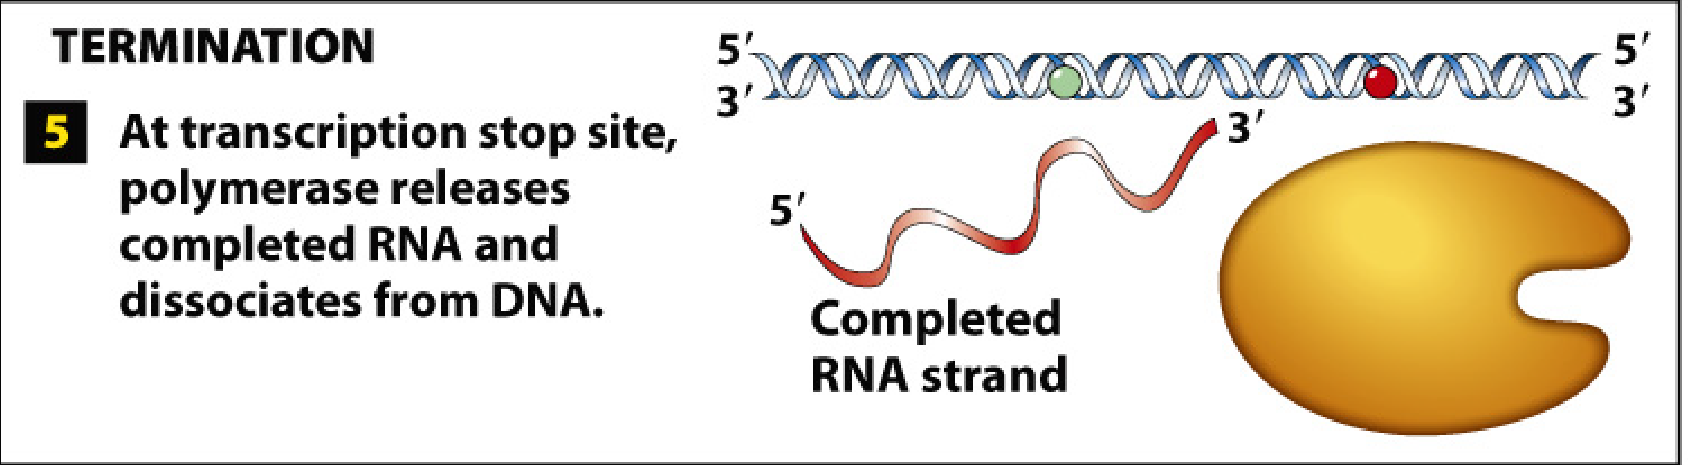 TERMINATION
5 At transcription stop site,
polymerase releases
completed RNA and
dissociates from DNA.
5′ 5′
3′ 3′
3′
5′
Completed
RNA strand